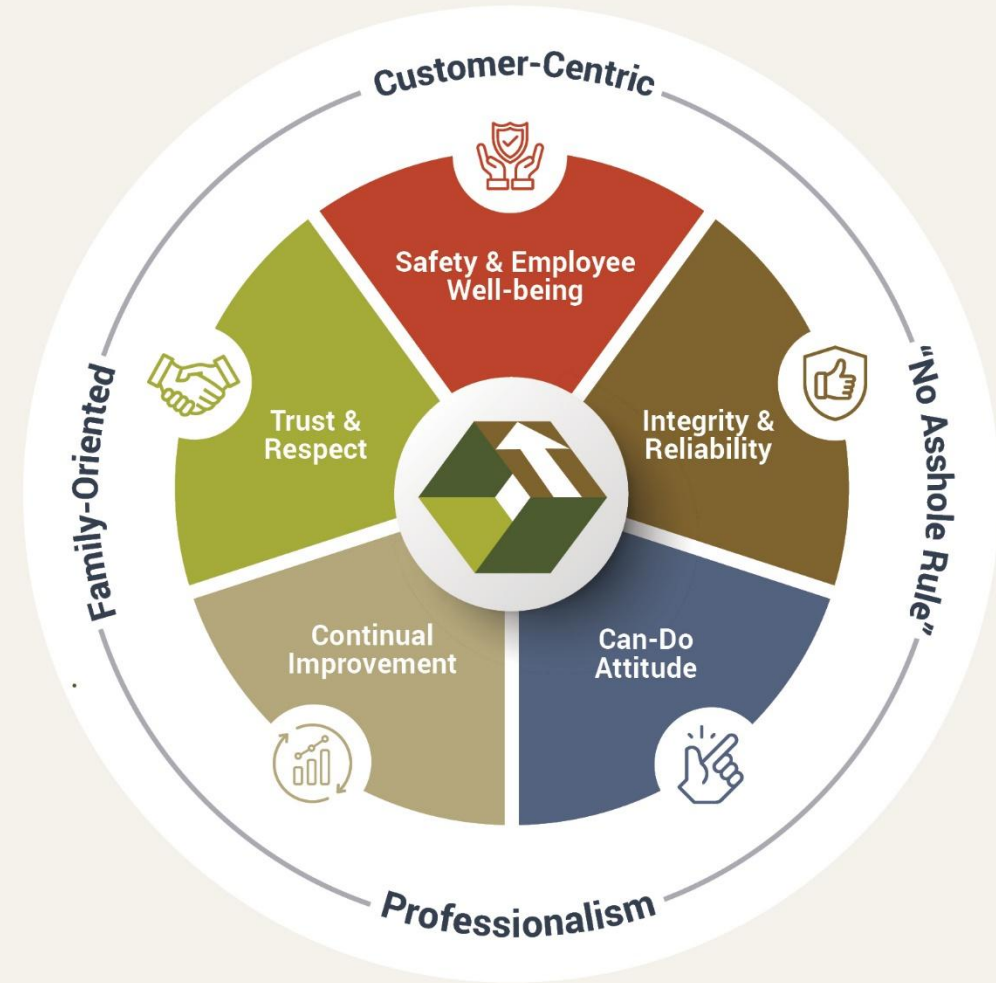 Customer-Centric
Safety & Employee
Well-being
Trust &
Respect
Integrity &
Reliability
Family-Oriented
“No Asshole Rule”
Continual
Improvement
Can-Do
Attitude
Professionalism